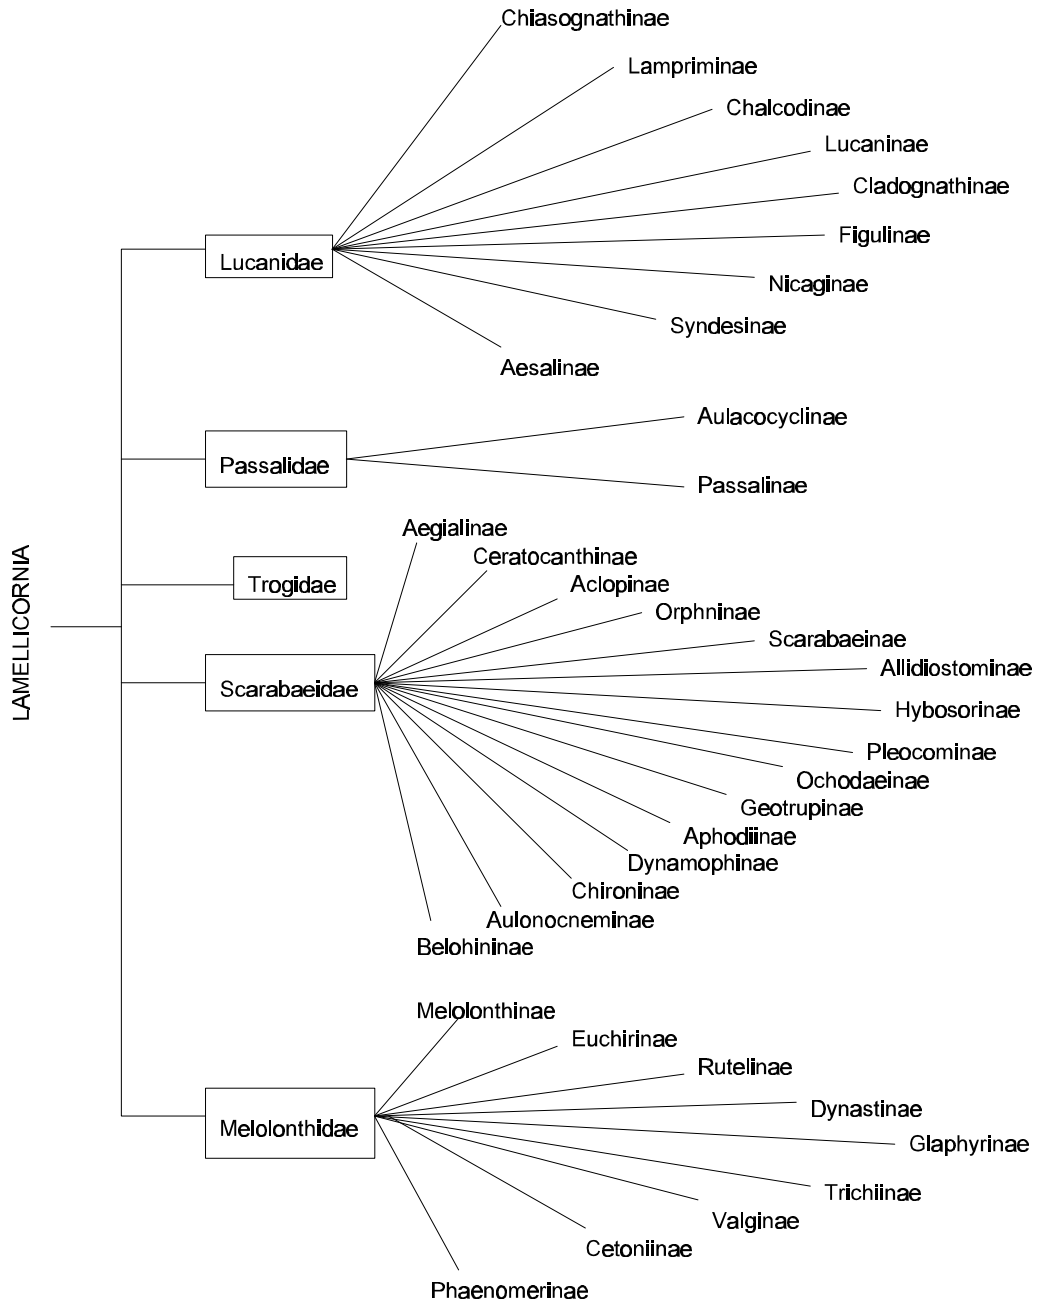 Chiasognathinae
Lampriminae
Chalcodinae
Lucaninae
Cladognathinae
Figulinae
Lucanidae
Nicaginae
Syndesinae
Aesalinae
Aulacocyclinae
Passalidae
Passalinae
LAMELLICORNIA
Aegialinae
Ceratocanthinae
Trogidae
Aclopinae
Orphninae
Scarabaeinae
Allidiostominae
Scarabaeidae
Hybosorinae
Pleocominae
Ochodaeinae
Geotrupinae
Aphodiinae
Dynamophinae
Chironinae
Aulonocneminae
Belohininae
Melolonthinae
Euchirinae
Rutelinae
Dynastinae
Melolonthidae
Glaphyrinae
Trichiinae
Valginae
Cetoniinae
Phaenomerinae